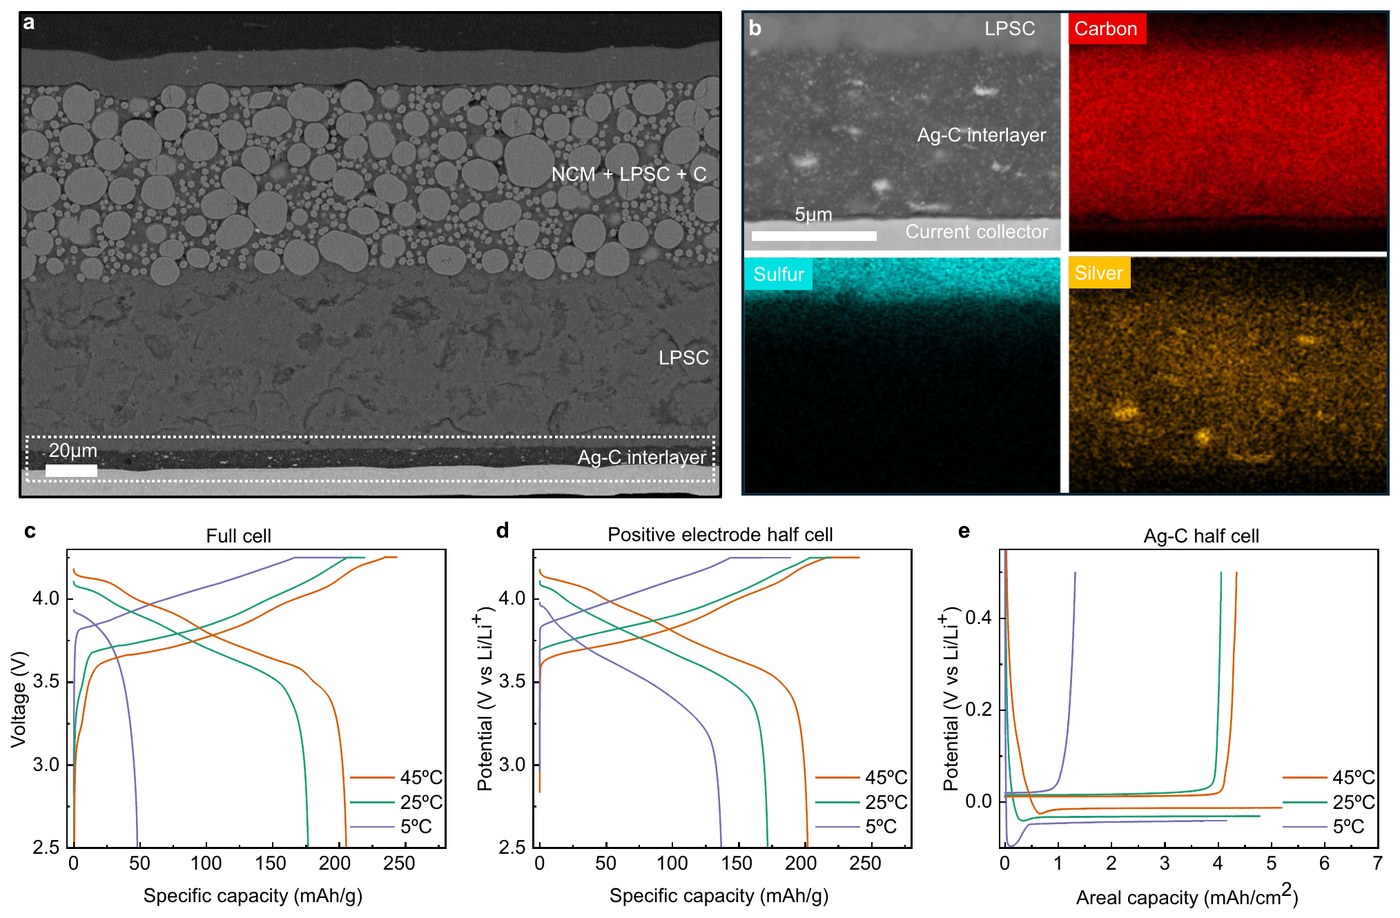 a
NCM + LPSC + C
LPSC
20µm
Ag-C interlayer
b
LPSC
Ag-C interlayer
5µm
Current collector
Carbon
Sulfur
Silver
c
Full cell
4.0
3.5
3.0
2.5
Voltage (V)
0 50 100 150 200 250
Specific capacity (mAh/g)
45ºC
25ºC
5ºC
d
Positive electrode half cell
4.0
3.5
3.0
2.5
Potential (V vs Li/Li⁺)
0 50 100 150 200 250
Specific capacity (mAh/g)
45ºC
25ºC
5ºC
e
Ag-C half cell
0.4
0.2
0.0
Potential (V vs Li/Li⁺)
0 1 2 3 4 5 6 7
Areal capacity (mAh/cm²)
45ºC
25ºC
5ºC